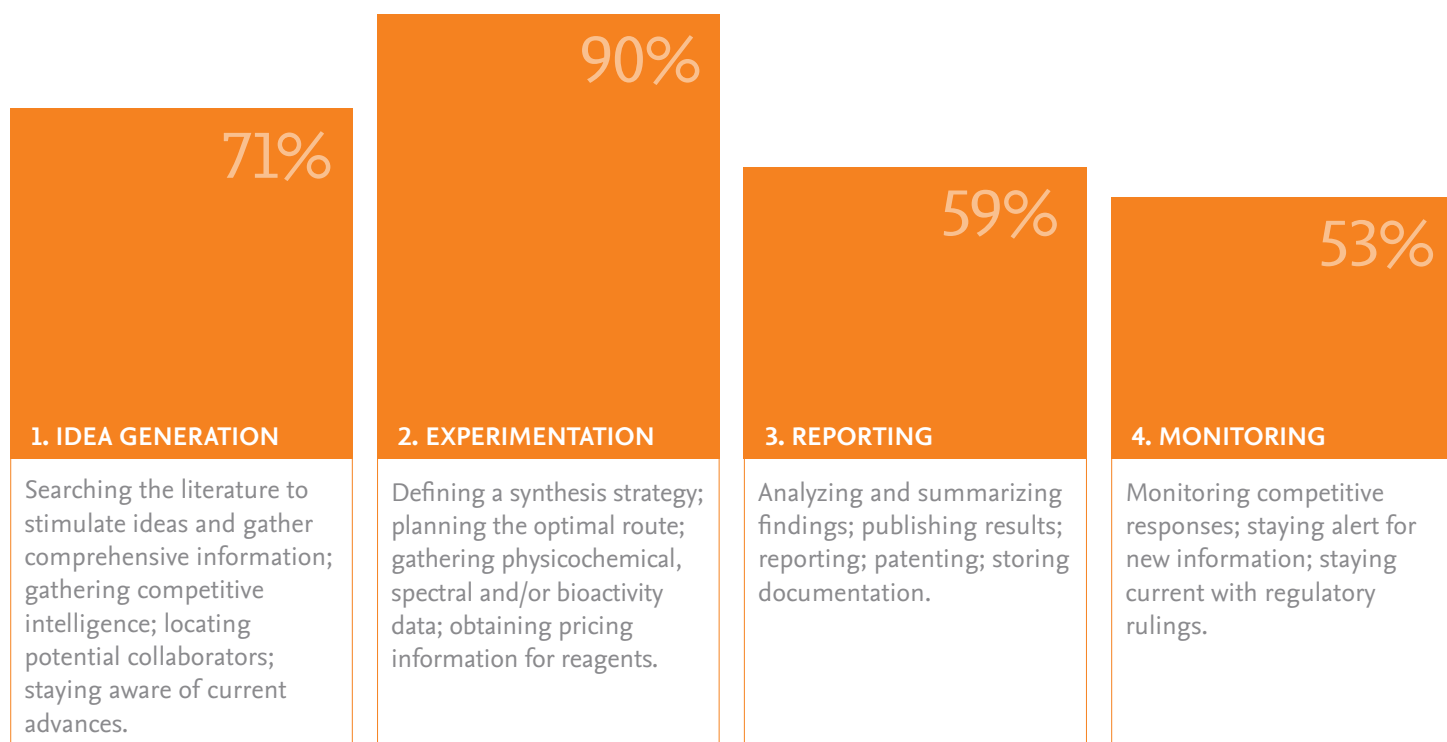 71%
1. IDEA GENERATION
Searching the literature to
stimulate ideas and gather
comprehensive information;
gathering competitive
intelligence; locating
potential collaborators;
staying aware of current
advances.
90%
2. EXPERIMENTATION
Defining a synthesis strategy;
planning the optimal route;
gathering physicochemical,
spectral and/or bioactivity
data; obtaining pricing
information for reagents.
59%
3. REPORTING
Analyzing and summarizing
findings; publishing results;
reporting; patenting; storing
documentation.
53%
4. MONITORING
Monitoring competitive
responses; staying alert for
new information; staying
current with regulatory
rulings.